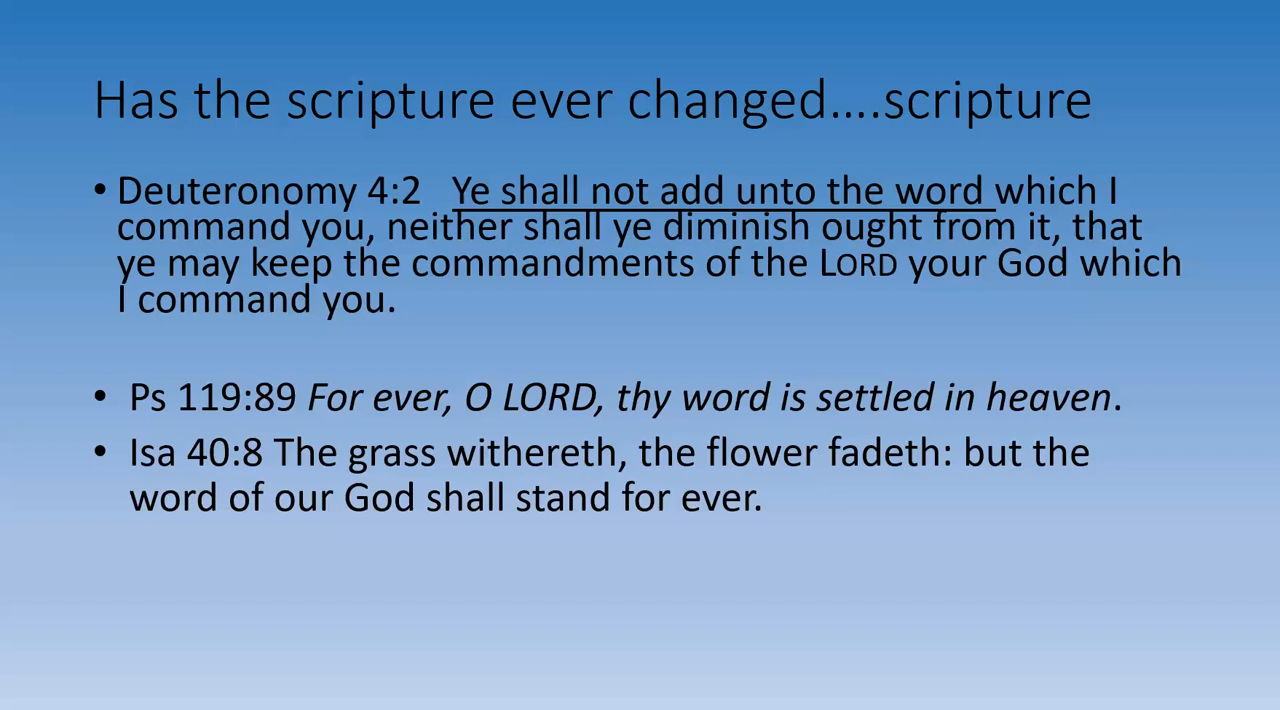 Has the scripture ever changed....scripture
• Deuteronomy 4:2 Ye shall not add unto the word which I
command you, neither shall ye diminish ought from it, that
ye may keep the commandments of the LORD your God which
I command you.
• Ps 119:89 For ever, O LORD, thy word is settled in heaven.
• Isa 40:8 The grass withereth, the flower fadeth: but the
word of our God shall stand for ever.